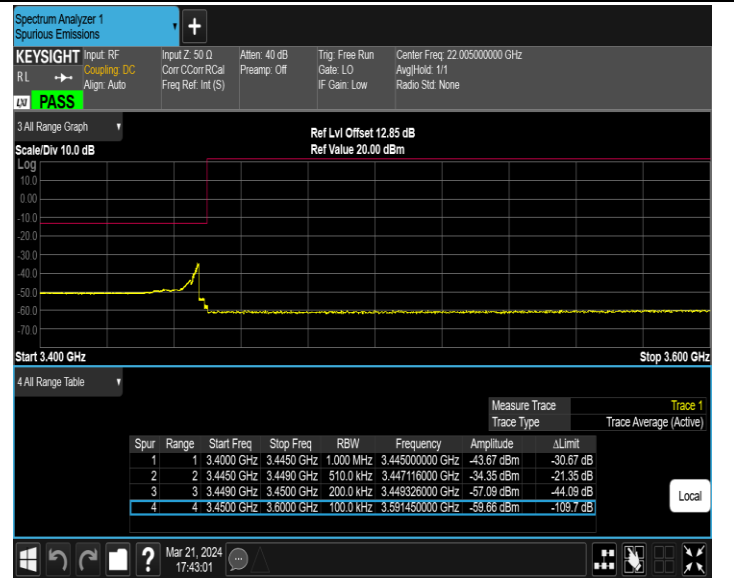 Spectrum Analyzer 1
Spurious Emissions
+
KEYSIGHT Input: RF Input Z: 50 Ω Atten: 40 dB Trig: Free Run Center Freq: 22.005000000 GHz
RL Coupling: DC Corr CCorr RCal Preamp: Off Gate: LO Avg|Hold: 1/1
Align: Auto Freq Ref: Int (S) IF Gain: Low Radio Std: None
LXI PASS
3 All Range Graph
Ref Lvl Offset 12.85 dB
Scale/Div 10.0 dB Ref Value 20.00 dBm
Log
10.0
0.00
-10.0
-20.0
-30.0
-40.0
-50.0
-60.0
-70.0
Start 3.400 GHz Stop 3.600 GHz
4 All Range Table
Measure Trace Trace 1
Trace Type Trace Average (Active)
Spur Range Start Freq Stop Freq RBW Frequency Amplitude ΔLimit
1 1 3.4000 GHz 3.4450 GHz 1.000 MHz 3.445000000 GHz -43.67 dBm -30.67 dB
2 2 3.4450 GHz 3.4490 GHz 510.0 kHz 3.447116000 GHz -34.35 dBm -21.35 dB
3 3 3.4490 GHz 3.4500 GHz 200.0 kHz 3.449326000 GHz -57.09 dBm -44.09 dB
4 4 3.4500 GHz 3.6000 GHz 100.0 kHz 3.591450000 GHz -59.66 dBm -109.7 dB
Local
? Mar 21, 2024
17:43:01